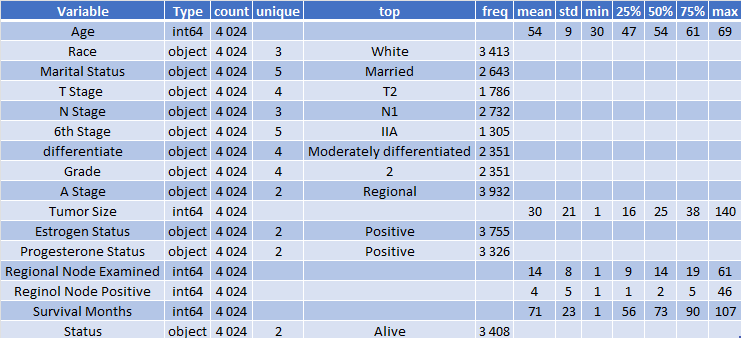 Variable Type count unique top freq mean std min 25% 50% 75% max
Age int64 4 024 54 9 30 47 54 61 69
Race object 4 024 3 White 3 413
Marital Status object 4 024 5 Married 2 643
T Stage object 4 024 4 T2 1 786
N Stage object 4 024 3 N1 2 732
6th Stage object 4 024 5 IIA 1 305
differentiate object 4 024 4 Moderately differentiated 2 351
Grade object 4 024 4 2 2 351
A Stage object 4 024 2 Regional 3 932
Tumor Size int64 4 024 30 21 1 16 25 38 140
Estrogen Status object 4 024 2 Positive 3 755
Progesterone Status object 4 024 2 Positive 3 326
Regional Node Examined int64 4 024 14 8 1 9 14 19 61
Reginol Node Positive int64 4 024 4 5 1 1 2 5 46
Survival Months int64 4 024 71 23 1 56 73 90 107
Status object 4 024 2 Alive 3 408